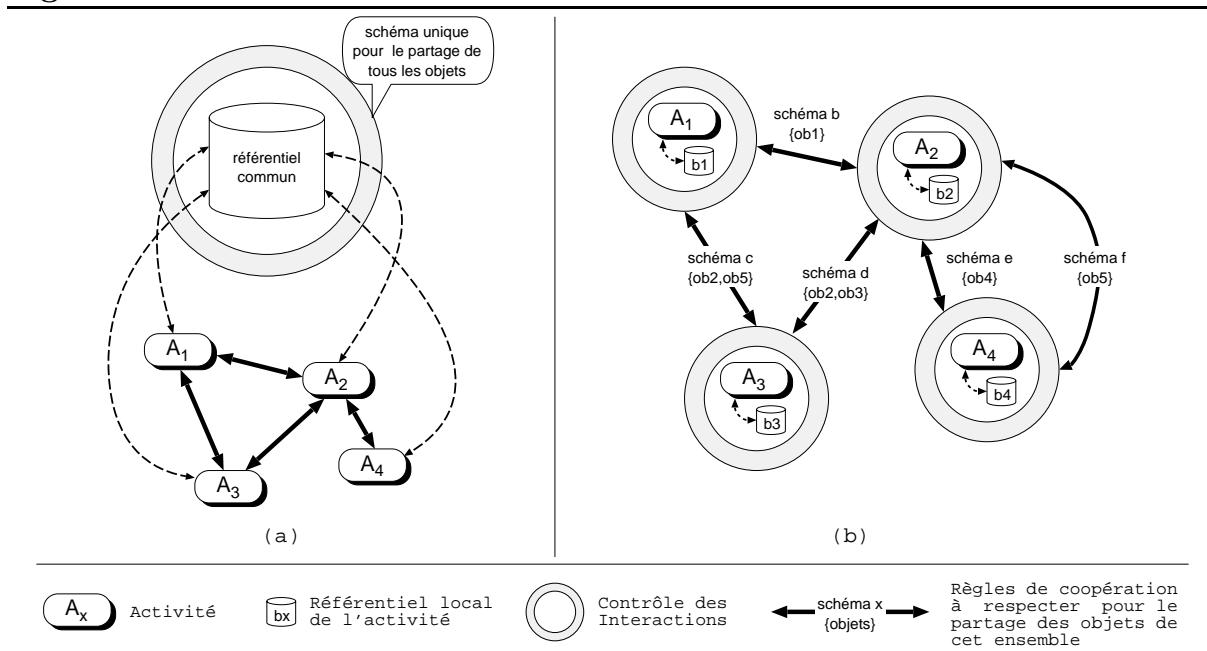 schéma unique
pour le partage de
tous les objets
référentiel
commun
A1
A2
A3
A4
(a)
A1
b1
schéma b
{ob1}
A2
b2
schéma c
{ob2,ob5}
schéma d
{ob2,ob3}
schéma e
{ob4}
schéma f
{ob5}
A3
b3
A4
b4
(b)
Ax
Activité
bx
Référentiel local
de l'activité
Contrôle des
Interactions
schéma x
{objets}
Règles de coopération
à respecter pour le
partage des objets de
cet ensemble